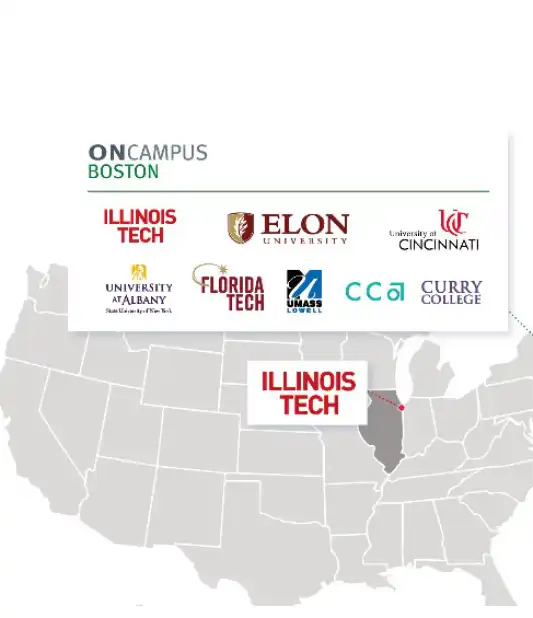 ONCAMPUS
BOSTON
ILLINOIS
TECH
ELON
UNIVERSITY
UC
University of
CINCINNATI
UNIVERSITY
AT ALBANY
State University of New York
FLORIDA
TECH
UMASS
LOWELL
CCA
CURRY
COLLEGE
ILLINOIS
TECH